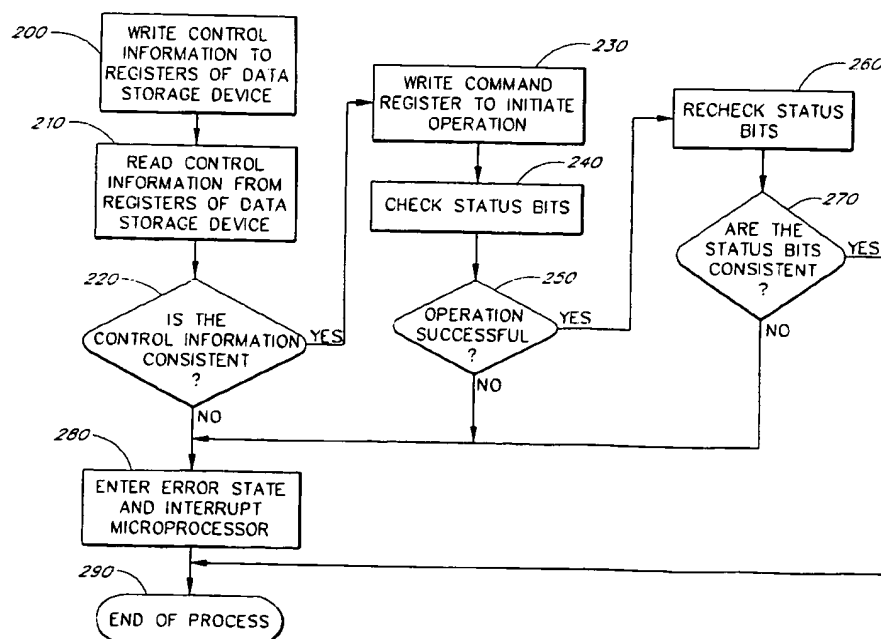 200
WRITE CONTROL
INFORMATION TO
REGISTERS OF DATA
STORAGE DEVICE
210
READ CONTROL
INFORMATION FROM
REGISTERS OF DATA
STORAGE DEVICE
220
IS THE
CONTROL INFORMATION
CONSISTENT
?
YES
NO
230
WRITE COMMAND
REGISTER TO INITIATE
OPERATION
240
CHECK STATUS BITS
250
OPERATION
SUCCESSFUL
?
YES
NO
260
RECHECK STATUS
BITS
270
ARE THE
STATUS BITS
CONSISTENT
?
YES
NO
280
ENTER ERROR STATE
AND INTERRUPT
MICROPROCESSOR
290
END OF PROCESS